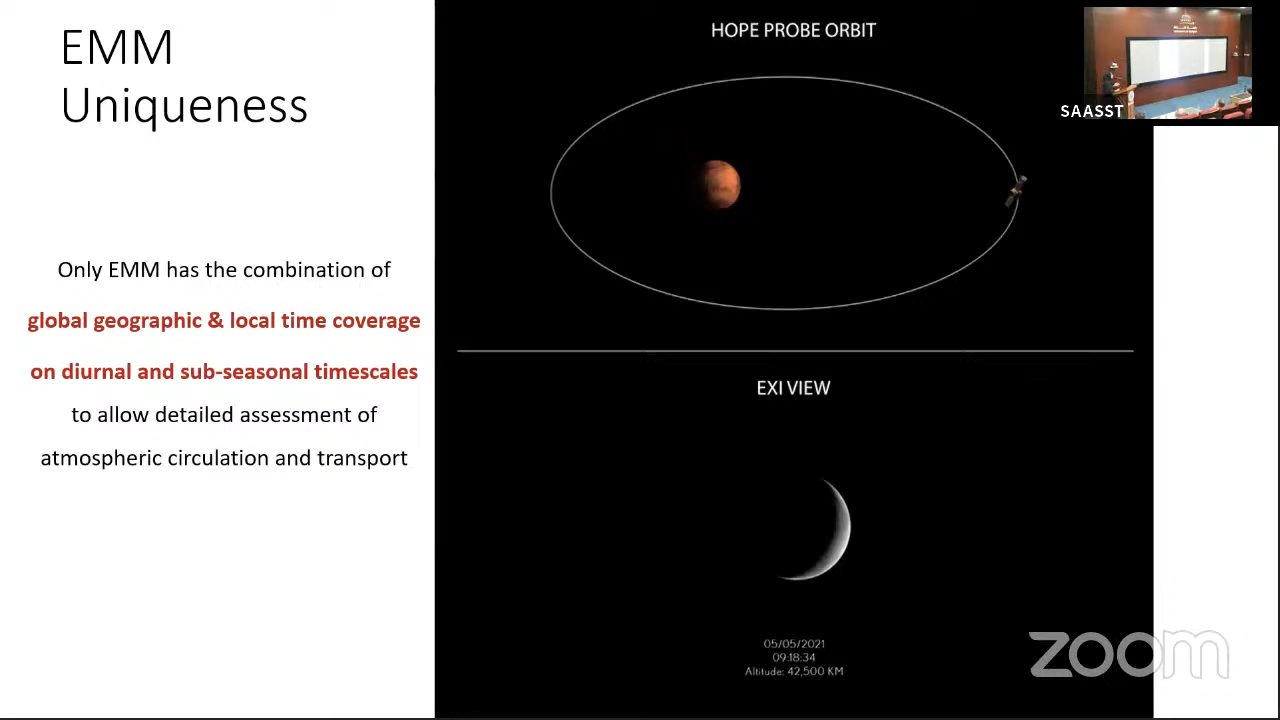 EMM
Uniqueness
Only EMM has the combination of
global geographic & local time coverage
on diurnal and sub-seasonal timescales
to allow detailed assessment of
atmospheric circulation and transport
HOPE PROBE ORBIT
EXI VIEW
05/05/2021
09:18:34
Altitude: 42,500 KM
SAASST
zoom